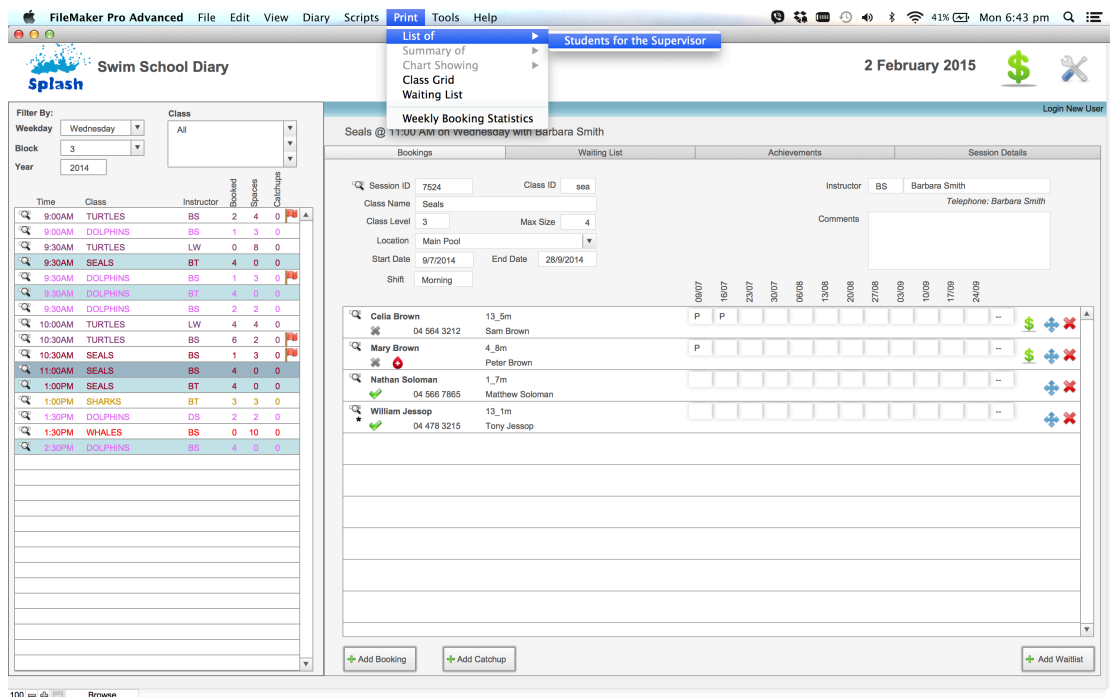 FileMaker Pro Advanced File Edit View Diary Scripts Print Tools Help 41% Mon 6:43 pm
List of
Students for the Supervisor
Summary of
Chart Showing
Class Grid
Waiting List
Weekly Booking Statistics
Splash
Swim School Diary
2 February 2015
Login New User
Filter By:
Weekday Wednesday
Block 3
Year 2014
Class
All
Time Class Instructor Booked Spaces Catchups
9:00AM TURTLES BS 2 4 0
9:00AM DOLPHINS BS 1 3 0
9:30AM TURTLES LW 0 8 0
9:30AM SEALS BT 4 0 0
9:30AM DOLPHINS BS 1 3 0
9:30AM DOLPHINS BT 4 0 0
9:30AM DOLPHINS BS 2 2 0
10:00AM TURTLES LW 4 4 0
10:30AM TURTLES BS 6 2 0
10:30AM SEALS BS 1 3 0
11:00AM SEALS BS 4 0 0
1:00PM SEALS BT 4 0 0
1:00PM SHARKS BT 3 3 0
1:30PM DOLPHINS DS 2 2 0
1:30PM WHALES BS 0 10 0
2:30PM DOLPHINS BS 4 0 0
Seals @ 11:00 AM on Wednesday with Barbara Smith
Bookings Waiting List Achievements Session Details
Session ID 7524 Class ID sea Instructor BS Barbara Smith
Class Name Seals Telephone: Barbara Smith
Class Level 3 Max Size 4 Comments
Location Main Pool
Start Date 9/7/2014 End Date 28/9/2014
Shift Morning
09/07 16/07 23/07 30/07 06/08 13/08 20/08 27/08 03/09 10/09 17/09 24/09
Celia Brown 13_5m P P --
04 564 3212 Sam Brown
Mary Brown 4_8m P --
Peter Brown
Nathan Soloman 1_7m --
04 566 7865 Matthew Soloman
William Jessop 13_1m --
* 04 478 3215 Tony Jessop
Add Booking Add Catchup Add Waitlist
100 Browse